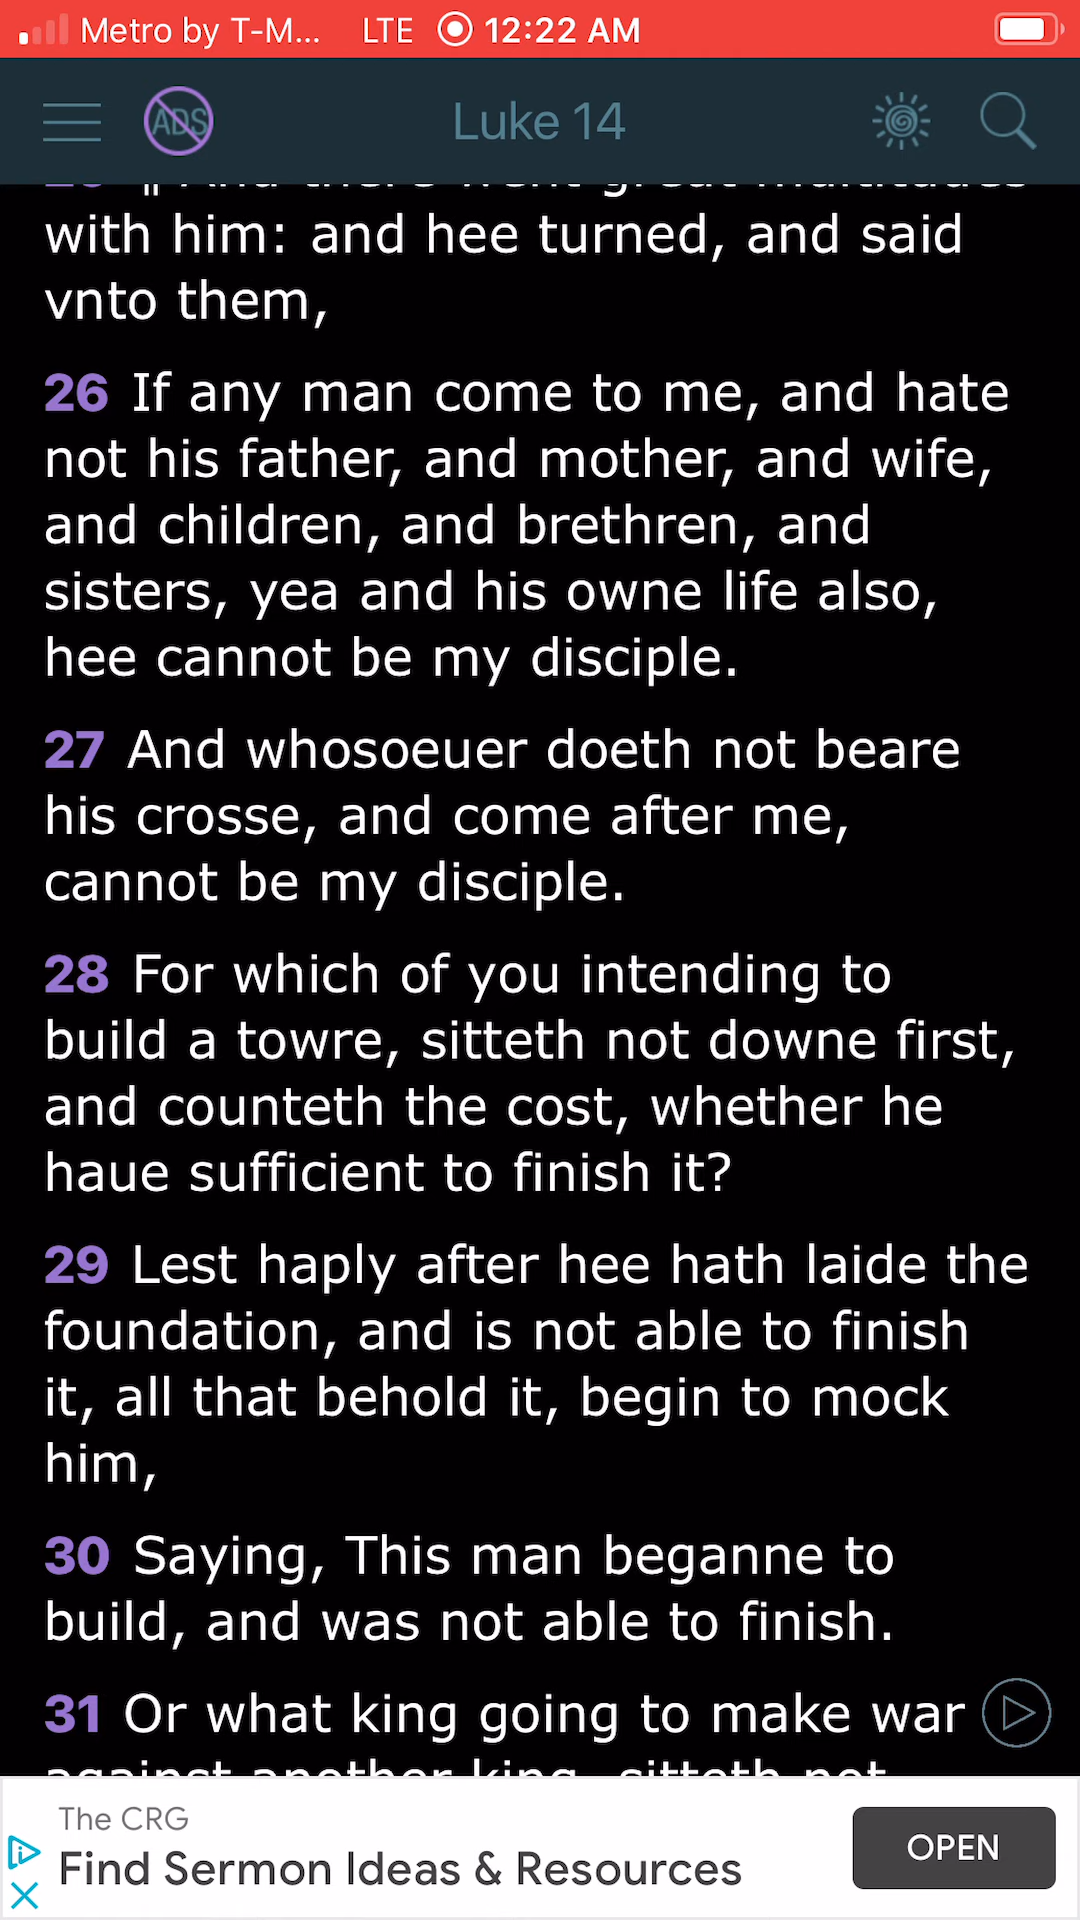 Metro by T-M... LTE 12:22 AM
ADS Luke 14
with him: and hee turned, and said
vnto them,
26 If any man come to me, and hate
not his father, and mother, and wife,
and children, and brethren, and
sisters, yea and his owne life also,
hee cannot be my disciple.
27 And whosoeuer doeth not beare
his crosse, and come after me,
cannot be my disciple.
28 For which of you intending to
build a towre, sitteth not downe first,
and counteth the cost, whether he
haue sufficient to finish it?
29 Lest haply after hee hath laide the
foundation, and is not able to finish
it, all that behold it, begin to mock
him,
30 Saying, This man beganne to
build, and was not able to finish.
31 Or what king going to make war
against another king, sitteth not
The CRG
Find Sermon Ideas & Resources
OPEN